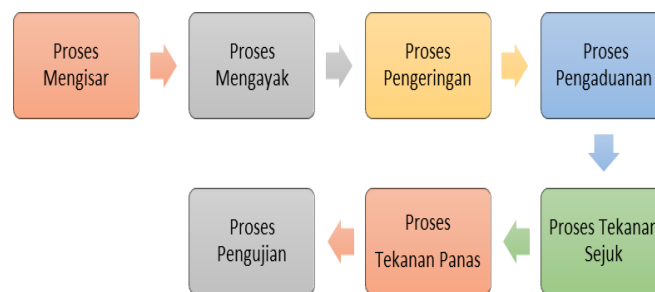 Proses
Mengisar
Proses
Mengayak
Proses
Pengeringan
Proses
Pengaduanan
Proses Tekanan
Sejuk
Proses
Tekanan Panas
Proses
Pengujian